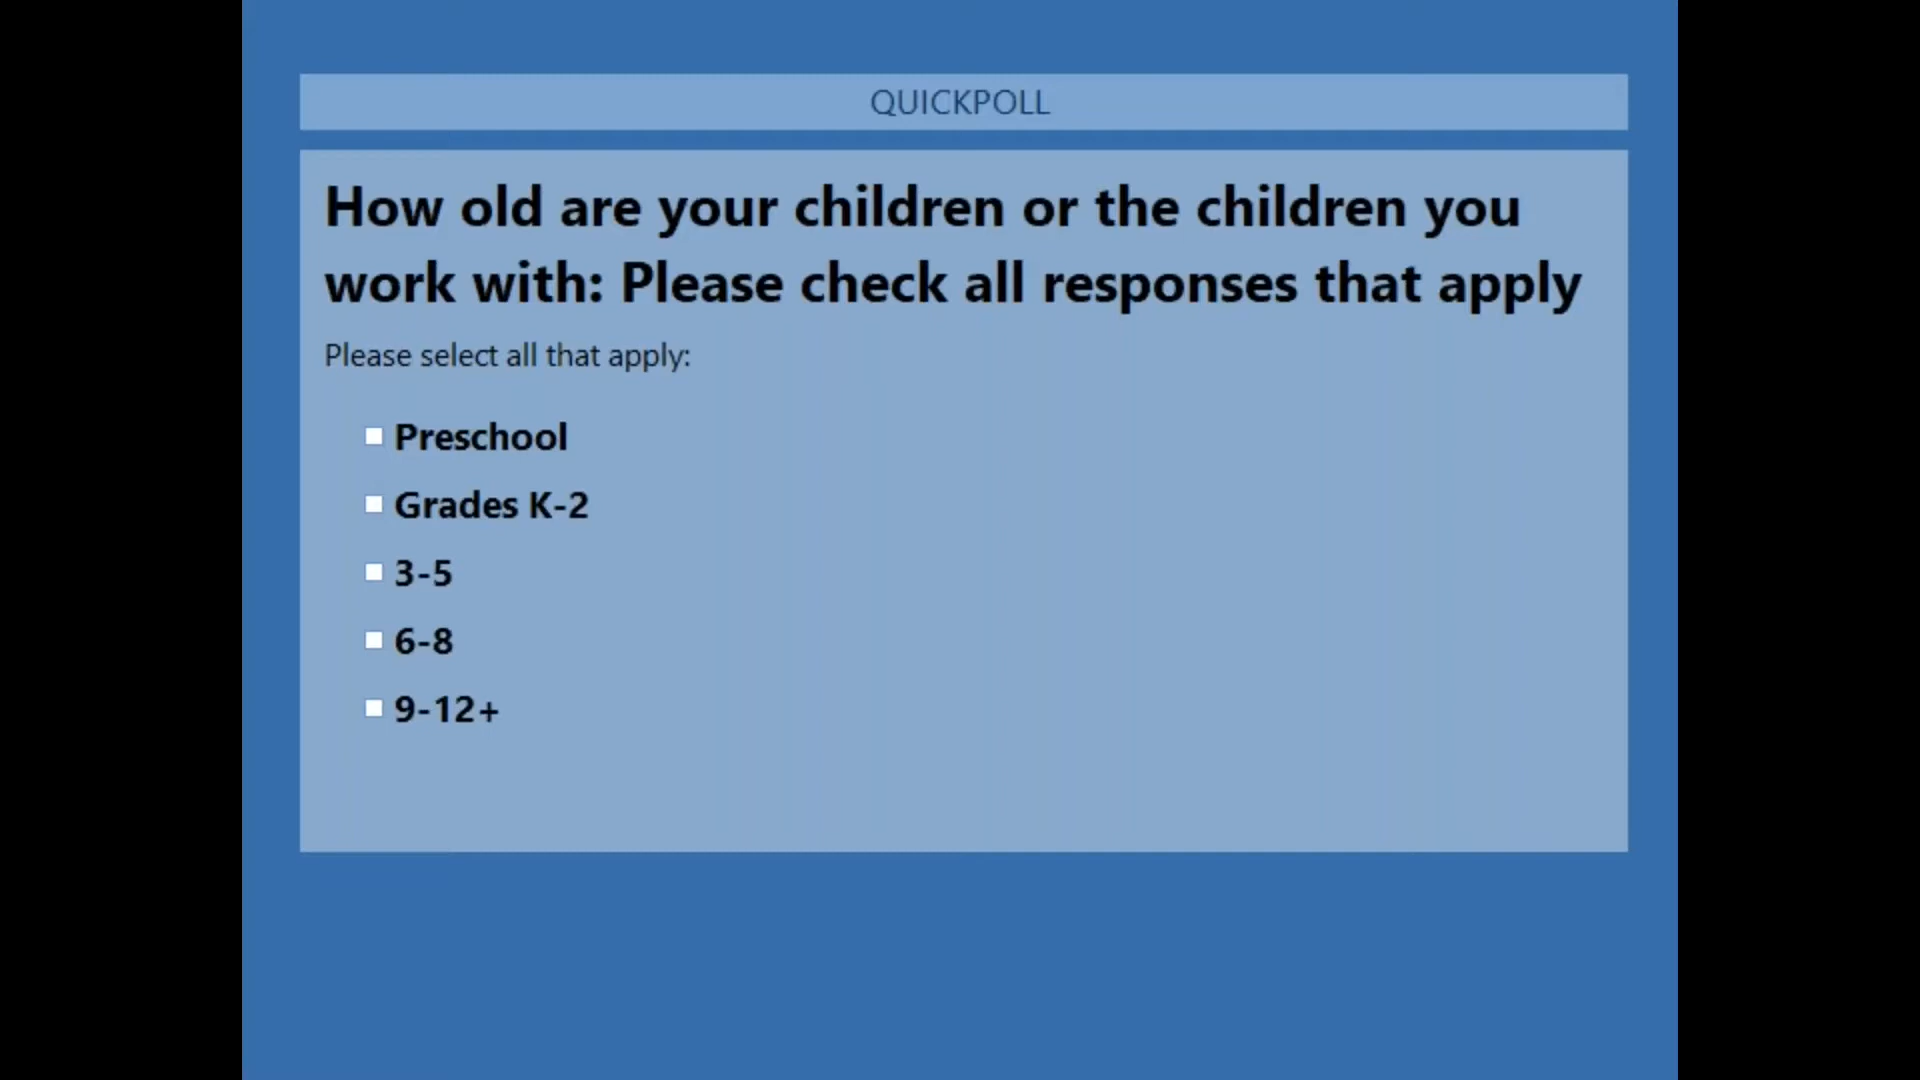 QUICKPOLL
How old are your children or the children you
work with: Please check all responses that apply
Please select all that apply:
Preschool
Grades K-2
3-5
6-8
9-12+